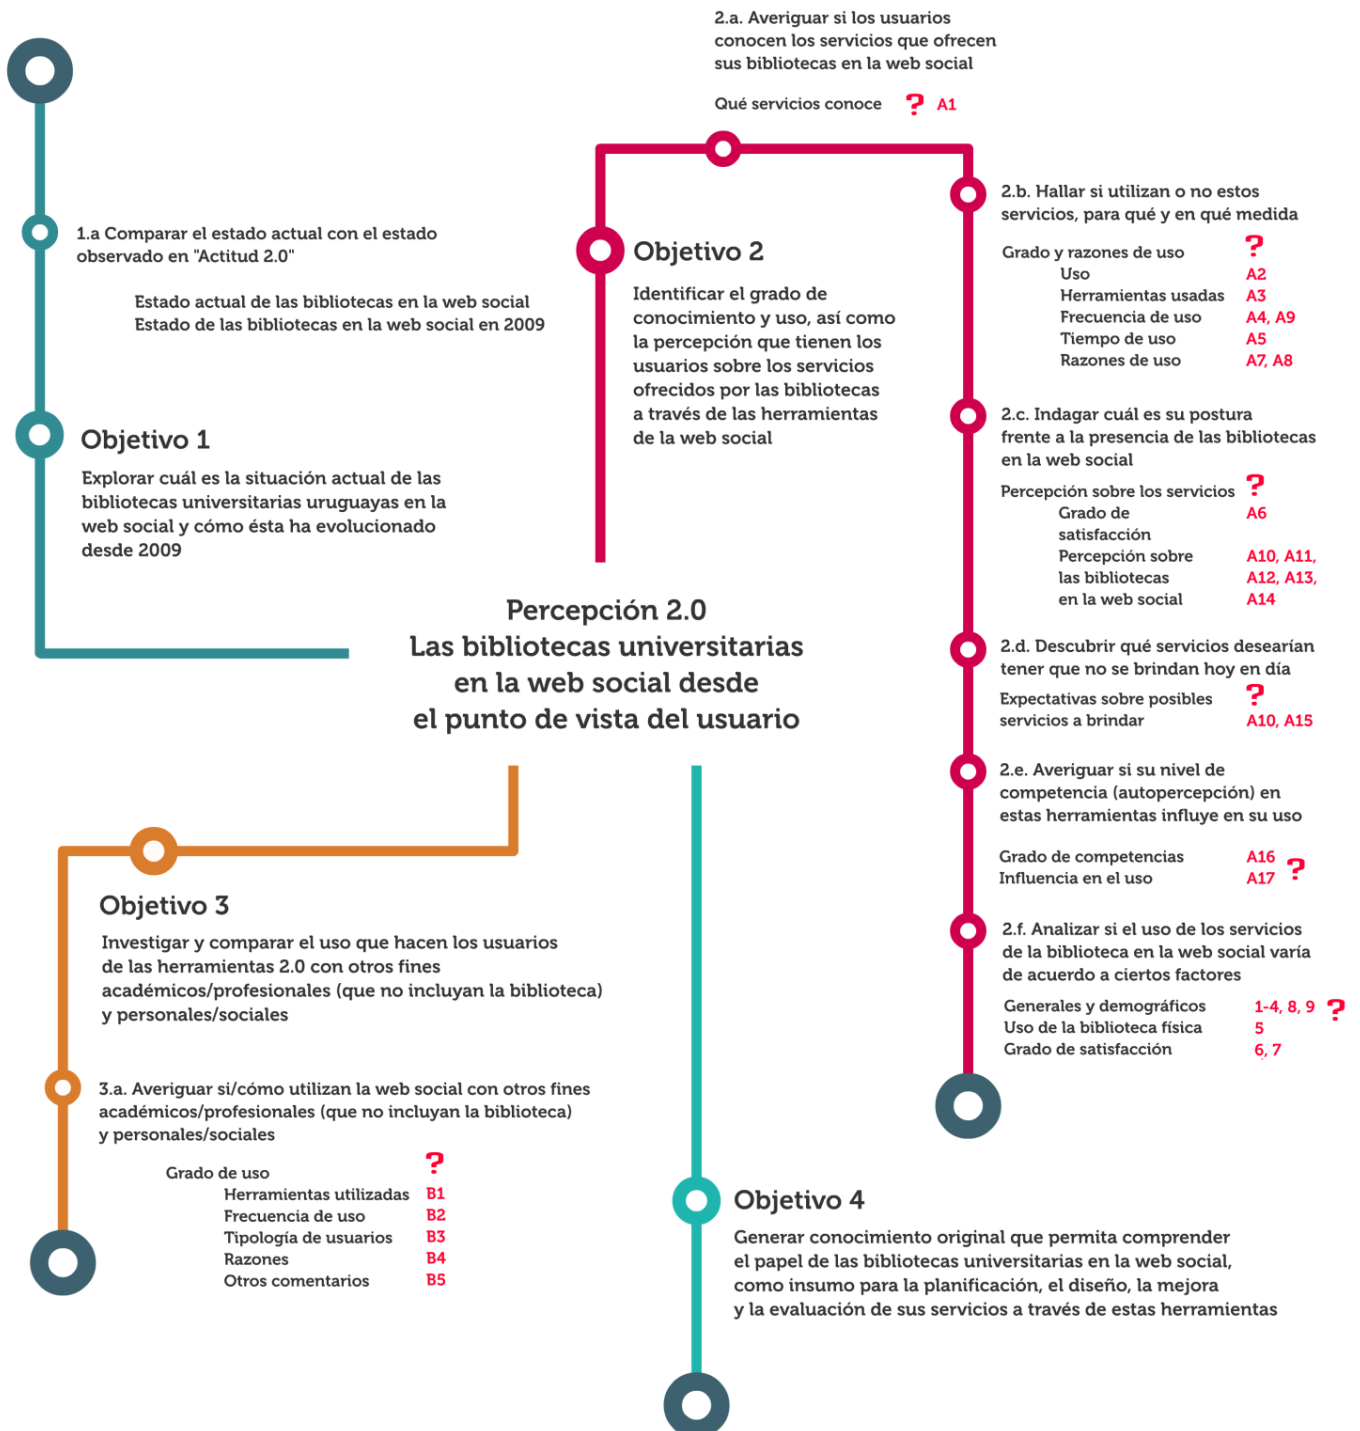 Percepción 2.0
Las bibliotecas universitarias
en la web social desde
el punto de vista del usuario
1.a Comparar el estado actual con el estado
observado en "Actitud 2.0"
Estado actual de las bibliotecas en la web social
Estado de las bibliotecas en la web social en 2009
Objetivo 1
Explorar cuál es la situación actual de las
bibliotecas universitarias uruguayas en la
web social y cómo ésta ha evolucionado
desde 2009
Objetivo 2
Identificar el grado de
conocimiento y uso, así como
la percepción que tienen los
usuarios sobre los servicios
ofrecidos por las bibliotecas
a través de las herramientas
de la web social
2.a. Averiguar si los usuarios
conocen los servicios que ofrecen
sus bibliotecas en la web social
Qué servicios conoce ? A1
2.b. Hallar si utilizan o no estos
servicios, para qué y en qué medida
Grado y razones de uso ?
Uso A2
Herramientas usadas A3
Frecuencia de uso A4, A9
Tiempo de uso A5
Razones de uso A7, A8
2.c. Indagar cuál es su postura
frente a la presencia de las bibliotecas
en la web social
Percepción sobre los servicios ?
Grado de A6
satisfacción
Percepción sobre A10, A11,
las bibliotecas A12, A13,
en la web social A14
2.d. Descubrir qué servicios desearían
tener que no se brindan hoy en día
Expectativas sobre posibles ?
servicios a brindar A10, A15
2.e. Averiguar si su nivel de
competencia (autopercepción) en
estas herramientas influye en su uso
Grado de competencias A16
Influencia en el uso A17 ?
2.f. Analizar si el uso de los servicios
de la biblioteca en la web social varía
de acuerdo a ciertos factores
Generales y demográficos 1-4, 8, 9 ?
Uso de la biblioteca física 5
Grado de satisfacción 6, 7
Objetivo 3
Investigar y comparar el uso que hacen los usuarios
de las herramientas 2.0 con otros fines
académicos/profesionales (que no incluyan la biblioteca)
y personales/sociales
3.a. Averiguar si/cómo utilizan la web social con otros fines
académicos/profesionales (que no incluyan la biblioteca)
y personales/sociales
Grado de uso ?
Herramientas utilizadas B1
Frecuencia de uso B2
Tipología de usuarios B3
Razones B4
Otros comentarios B5
Objetivo 4
Generar conocimiento original que permita comprender
el papel de las bibliotecas universitarias en la web social,
como insumo para la planificación, el diseño, la mejora
y la evaluación de sus servicios a través de estas herramientas